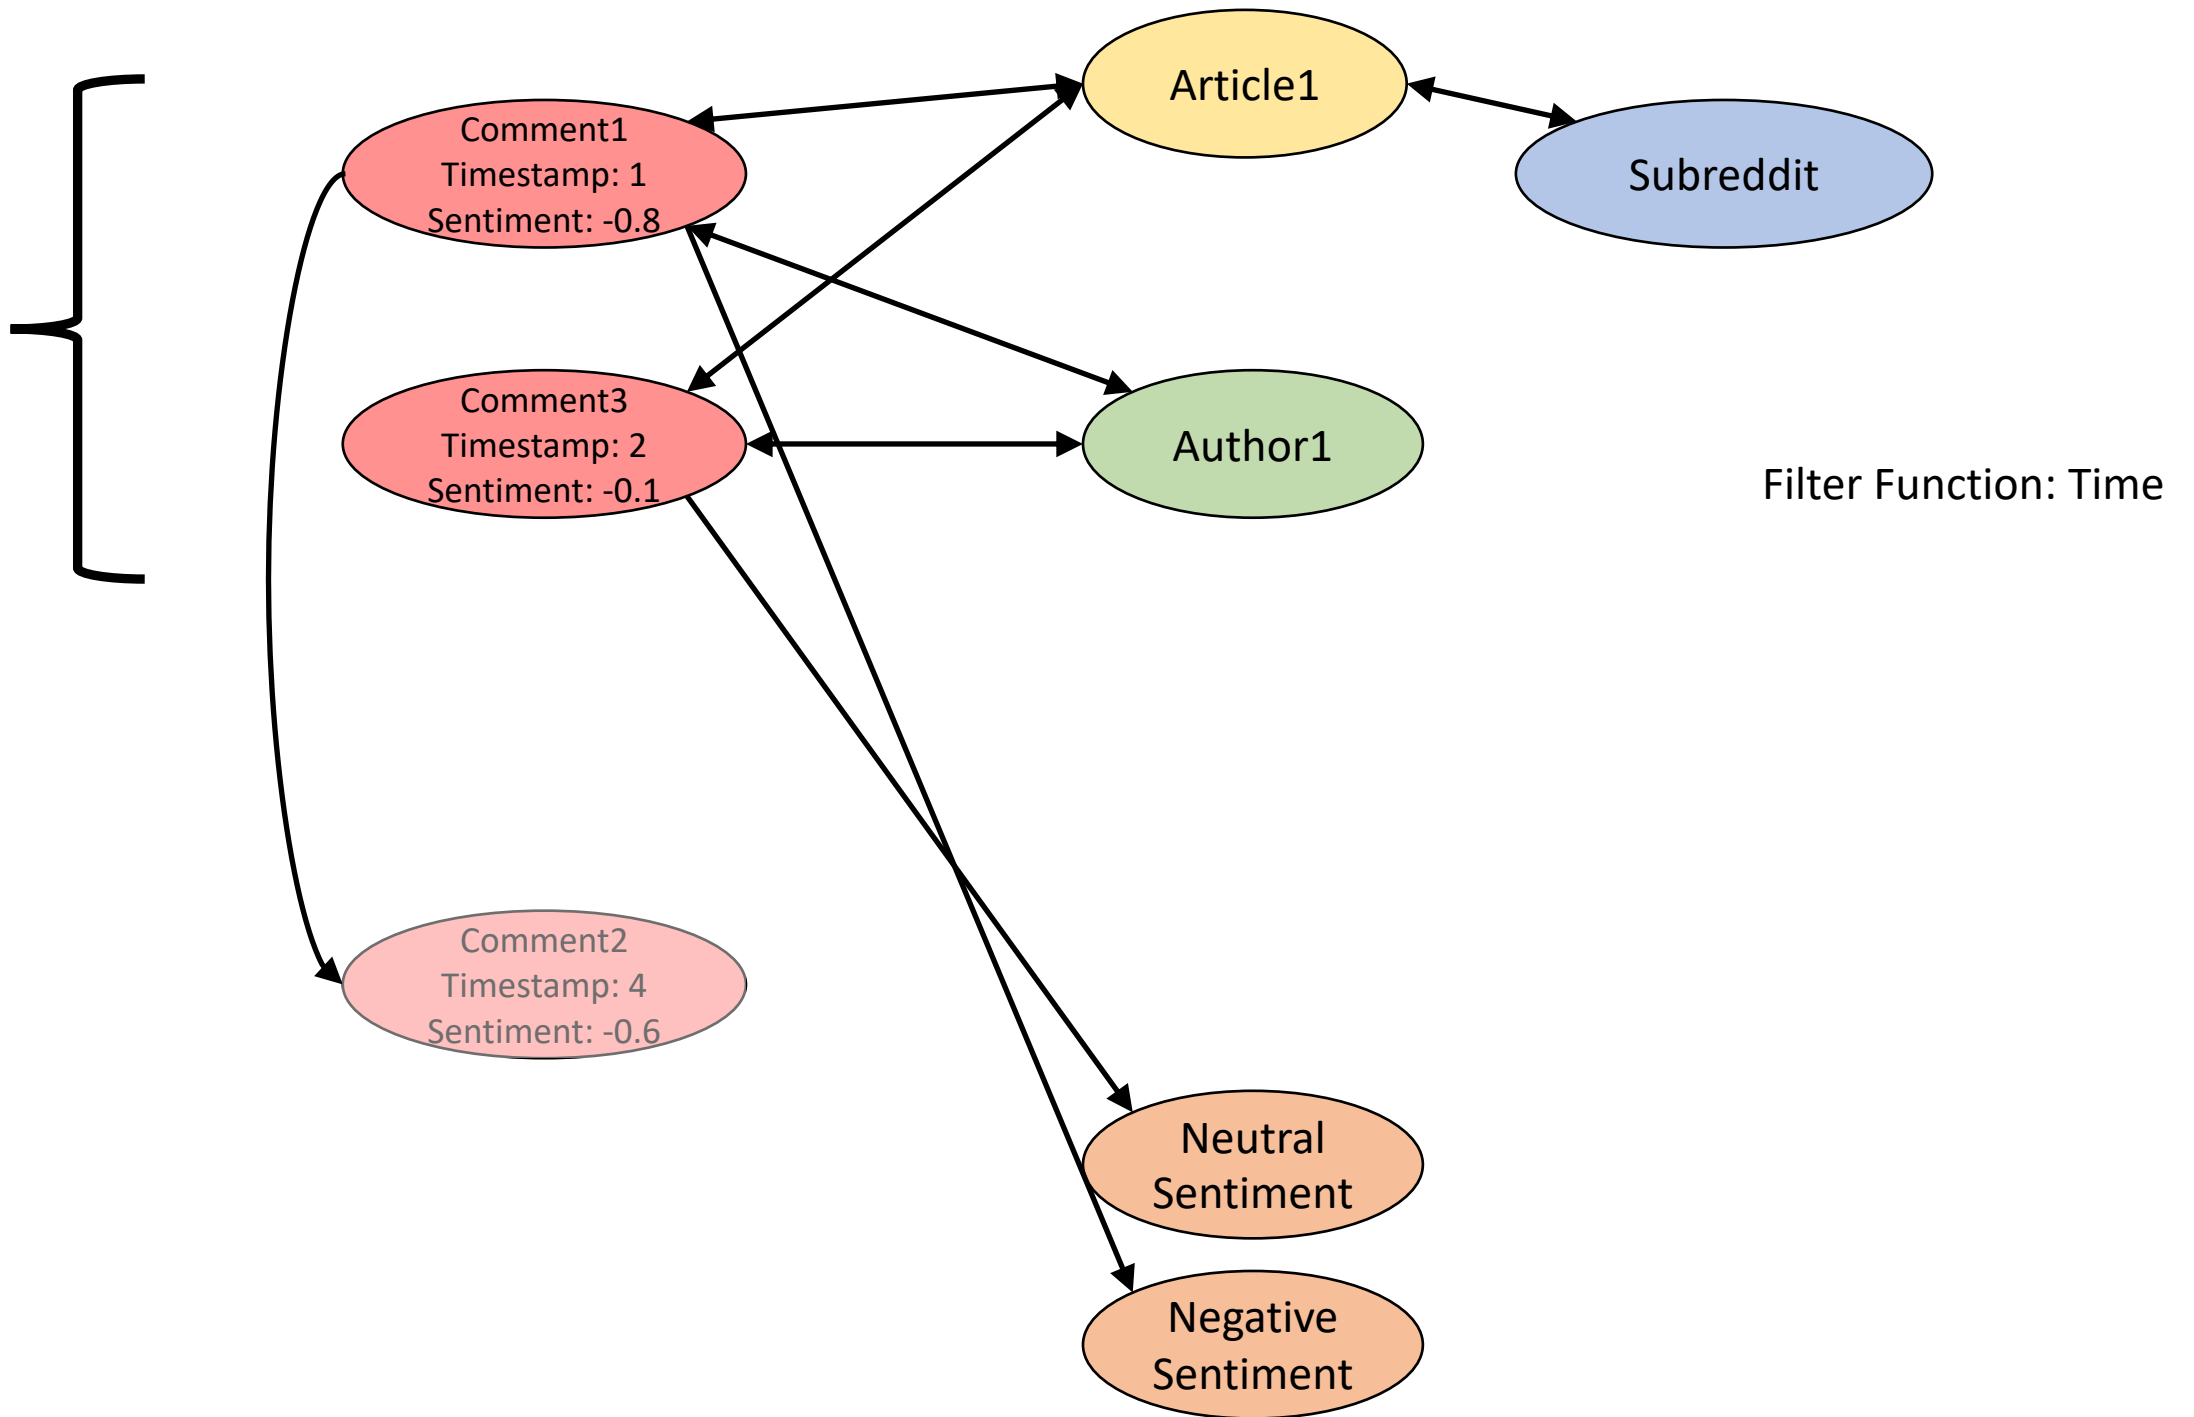 Article1
Comment1
Timestamp: 1
Sentiment: -0.8
Subreddit
Comment3
Timestamp: 2
Sentiment: -0.1
Author1
Filter Function: Time
Comment2
Timestamp: 4
Sentiment: -0.6
Neutral
Sentiment
Negative
Sentiment